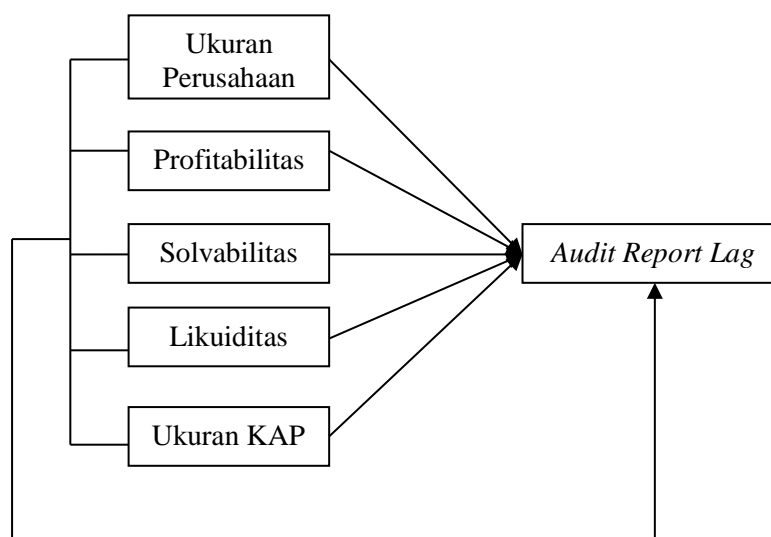 Ukuran
Perusahaan
Profitabilitas
Solvabilitas
Audit Report Lag
Likuiditas
Ukuran KAP